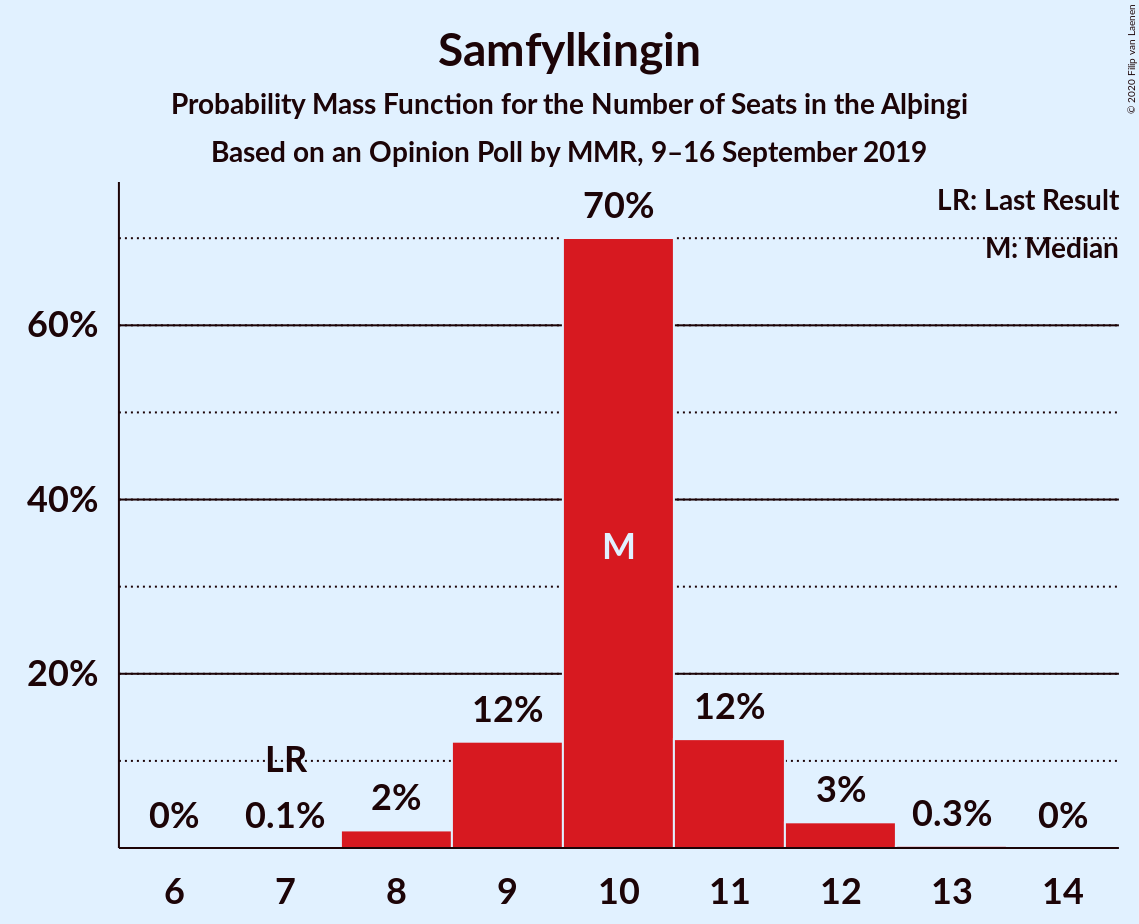 Samfylkingin
Probability Mass Function for the Number of Seats in the Alþingi
Based on an Opinion Poll by MMR, 9–16 September 2019
© 2020 Filip van Laenen
LR: Last Result
M: Median
70%
60%
40%
M
20%
12%
12%
LR
0%
0.1%
2%
3%
0.3%
0%
6 7 8 9 10 11 12 13 14